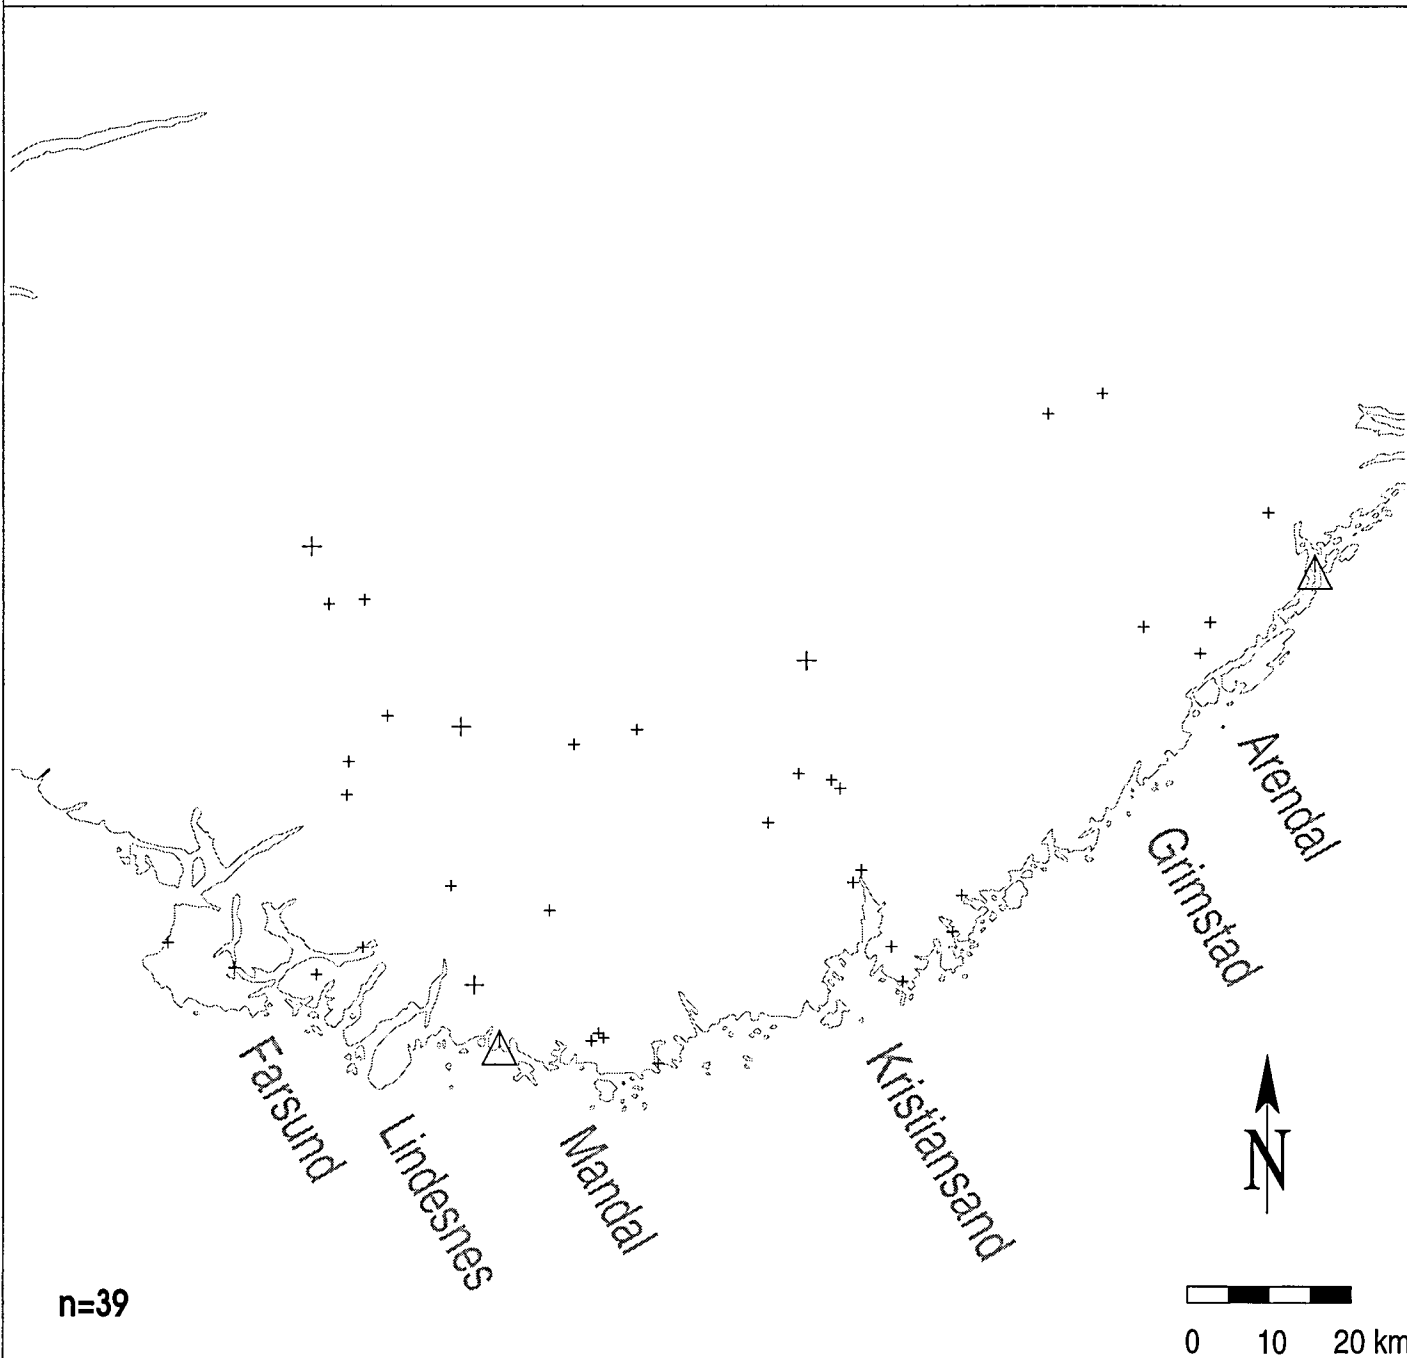 Arendal
Grimstad
Farsund
Lindesnes
Mandal
Kristiansand
N
n=39
0 10 20 km